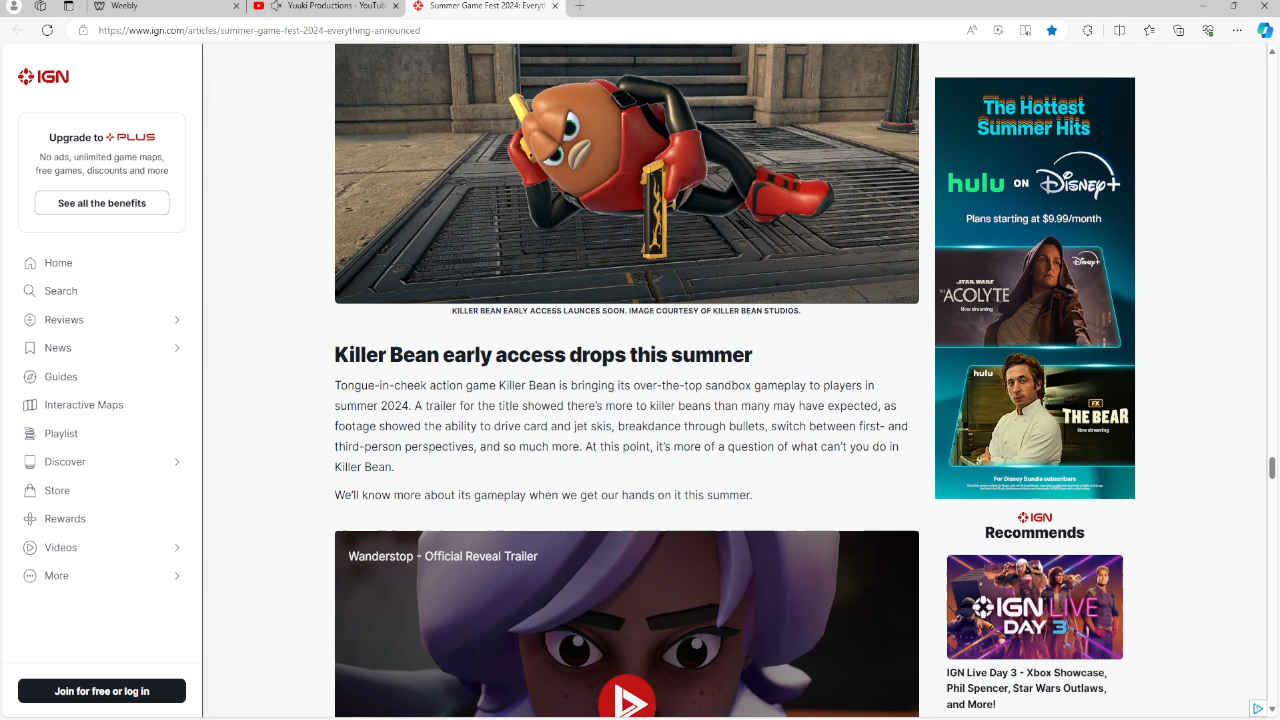 Weebly
Yuuki Productions - YouTub
Summer Game Fest 2024: Everyt
https://www.ign.com/articles/summer-game-fest-2024-everything-announced
IGN
Upgrade to PLUS
No ads, unlimited game maps,
free games, discounts and more
See all the benefits
Home
Search
Reviews
News
Guides
Interactive Maps
Playlist
Discover
Store
Rewards
Videos
More
Join for free or log in
KILLER BEAN EARLY ACCESS LAUNCES SOON. IMAGE COURTESY OF KILLER BEAN STUDIOS.
Killer Bean early access drops this summer
Tongue-in-cheek action game Killer Bean is bringing its over-the-top sandbox gameplay to players in
summer 2024. A trailer for the title showed there's more to killer beans than many may have expected, as
footage showed the ability to drive card and jet skis, breakdance through bullets, switch between first- and
third-person perspectives, and so much more. At this point, it's more of a question of what can't you do in
Killer Bean.
We'll know more about its gameplay when we get our hands on it this summer.
Wanderstop - Official Reveal Trailer
The Hottest
Summer Hits
hulu ON Disney+
Plans starting at $9.99/month
Disney+
STAR WARS
THE ACOLYTE
Now streaming
hulu
FX
THE BEAR
Now streaming
For Disney Bundle subscribers
IGN
Recommends
IGN LIVE
DAY 3
IGN Live Day 3 - Xbox Showcase,
Phil Spencer, Star Wars Outlaws,
and More!